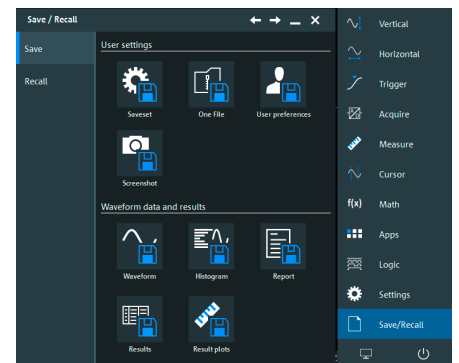 Save / Recall
Save
Recall
User settings
Saveset
One File
User preferences
Screenshot
Waveform data and results
Waveform
Histogram
Report
Results
Result plots
Vertical
Horizontal
Trigger
Acquire
Measure
Cursor
f(x) Math
Apps
Logic
Settings
Save/Recall